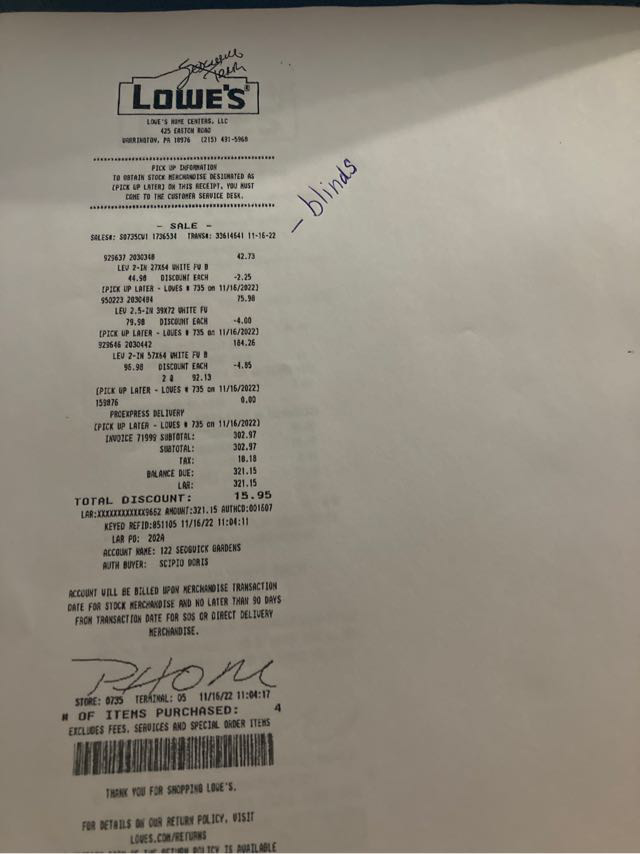 LOWE'S®
LOWE'S HOME CENTERS, LLC
425 EASTON ROAD
WARRINGTON, PA 18976 (215) 491-5960
PICK UP INFORMATION
TO OBTAIN STOCK MERCHANDISE DESIGNATED AS
[PICK UP LATER] ON THIS RECEIPT, YOU MUST
COME TO THE CUSTOMER SERVICE DESK.
- blinds
- SALE -
SALES#: S0735CW1 1736534 TRANS#: 33614641 11-16-22
929637 2030348 42.73
LEV 2-IN 27X64 WHITE FW B
44.98 DISCOUNT EACH -2.25
[PICK UP LATER - LOWES # 735 on 11/16/2022]
950223 2030494 75.98
LEV 2.5-IN 39X72 WHITE FW
79.98 DISCOUNT EACH -4.00
[PICK UP LATER - LOWES # 735 on 11/16/2022]
929646 2030442 184.26
LEV 2-IN 57X64 WHITE FW B
96.98 DISCOUNT EACH -4.85
2 @ 92.13
[PICK UP LATER - LOWES # 735 on 11/16/2022]
159876 0.00
PROEXPRESS DELIVERY
[PICK UP LATER - LOWES # 735 on 11/16/2022]
INVOICE 71999 SUBTOTAL: 302.97
SUBTOTAL: 302.97
TAX: 18.18
BALANCE DUE: 321.15
LAR: 321.15
TOTAL DISCOUNT: 15.95
LAR:XXXXXXXXXXXX9662 AMOUNT:321.15 AUTHCD:001607
KEYED REFID:851105 11/16/22 11:04:11
LAR PO: 202A
ACCOUNT NAME: 122 SEDGWICK GARDENS
AUTH BUYER: SCIPIO DORIS
ACCOUNT WILL BE BILLED UPON MERCHANDISE TRANSACTION
DATE FOR STOCK MERCHANDISE AND NO LATER THAN 90 DAYS
FROM TRANSACTION DATE FOR SOS OR DIRECT DELIVERY
MERCHANDISE.
STORE: 0735 TERMINAL: 05 11/16/22 11:04:17
# OF ITEMS PURCHASED: 4
EXCLUDES FEES, SERVICES AND SPECIAL ORDER ITEMS
THANK YOU FOR SHOPPING LOWE'S.
FOR DETAILS ON OUR RETURN POLICY, VISIT
LOWES.COM/RETURNS
OF THE RETURN POLICY IS AVAILABLE